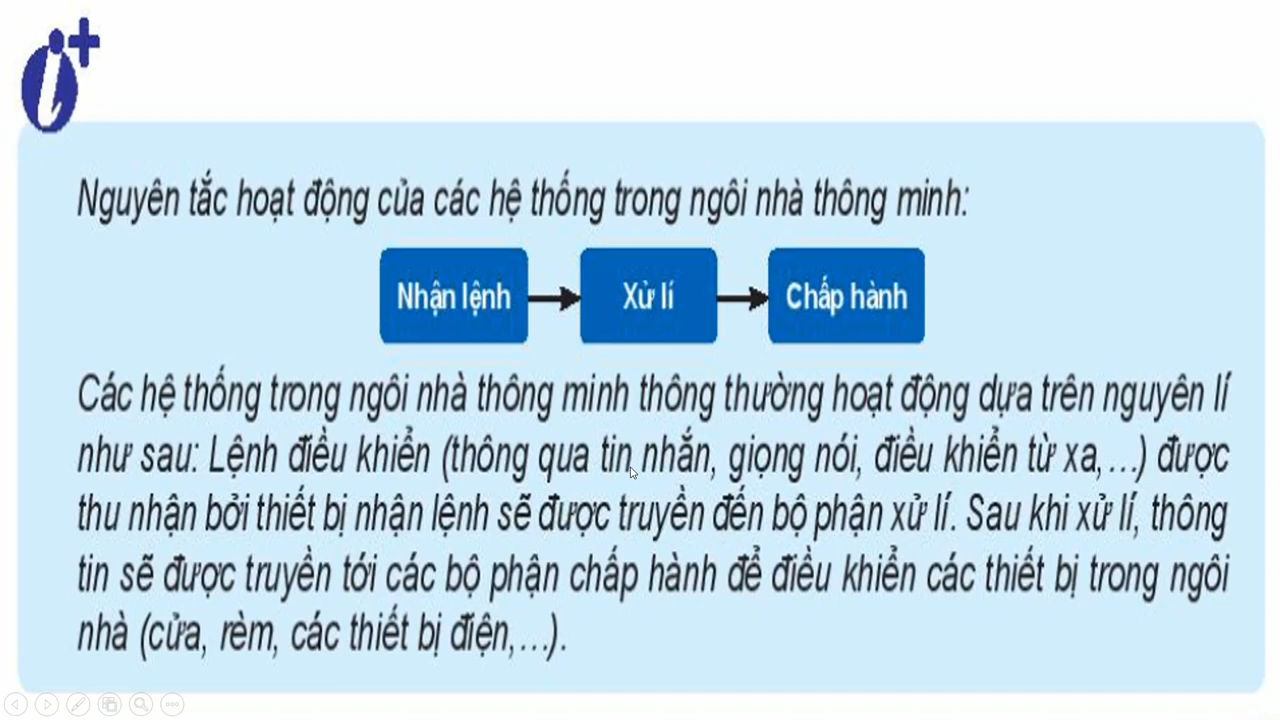 i+
Nguyên tắc hoạt động của các hệ thống trong ngôi nhà thông minh:
Nhận lệnh
Xử lí
Chấp hành
Các hệ thống trong ngôi nhà thông minh thông thường hoạt động dựa trên nguyên lí
như sau: Lệnh điều khiển (thông qua tin nhắn, giọng nói, điều khiển từ xa,…) được
thu nhận bởi thiết bị nhận lệnh sẽ được truyền đến bộ phận xử lí. Sau khi xử lí, thông
tin sẽ được truyền tới các bộ phận chấp hành để điều khiển các thiết bị trong ngôi
nhà (cửa, rèm, các thiết bị điện,…).